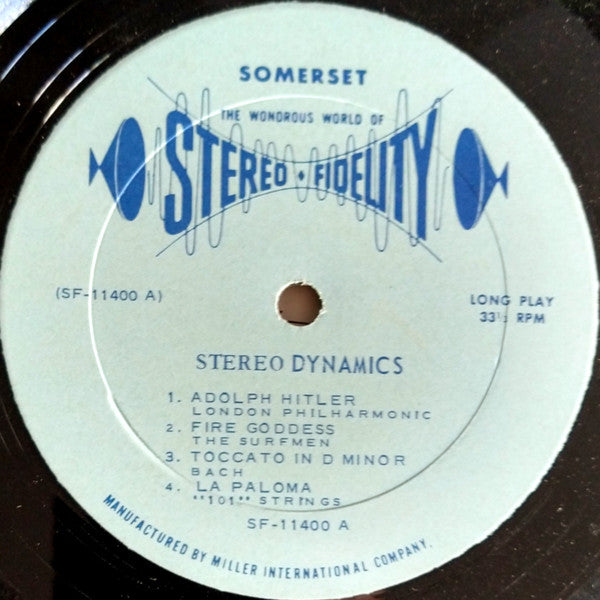 SOMERSET
THE WONDROUS WORLD OF
STEREO • FIDELITY
(SF-11400 A)
LONG PLAY
33⅓ RPM
STEREO DYNAMICS
1. ADOLPH HITLER
LONDON PHILHARMONIC
2. FIRE GODDESS
THE SURFMEN
3. TOCCATO IN D MINOR
BACH
4. LA PALOMA
""101"" STRINGS
SF-11400 A
MANUFACTURED BY MILLER INTERNATIONAL COMPANY.